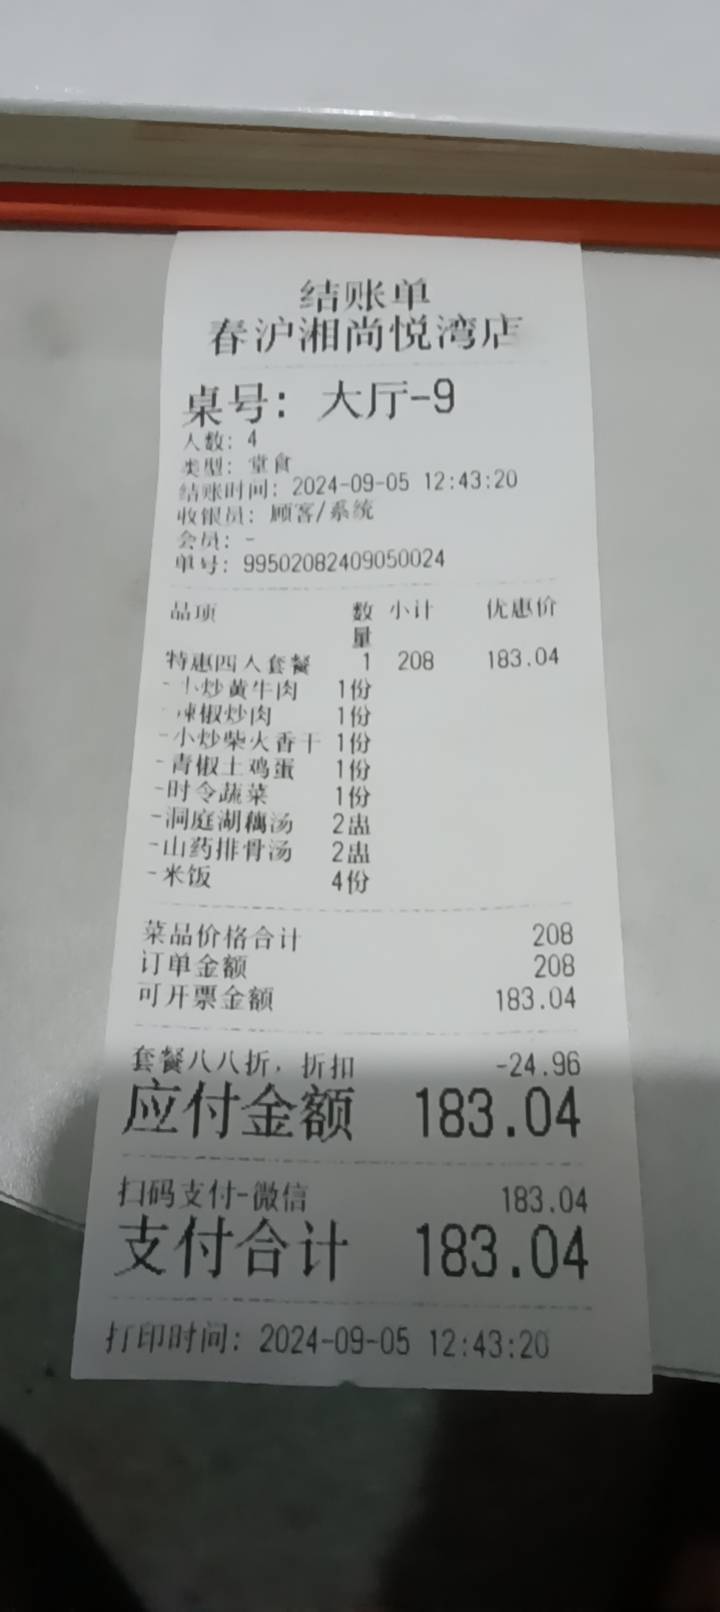 结账单
春沪湘尚悦湾店
桌号: 大厅-9
人数: 4
类型: 堂食
结账时间: 2024-09-05 12:43:20
收银员: 顾客/系统
会员: -
单号: 99502082409050024
品项 数量 小计 优惠价
特惠四人套餐 1 208 183.04
-小炒黄牛肉 1份
-辣椒炒肉 1份
-小炒柴火香干 1份
-青椒土鸡蛋 1份
-时令蔬菜 1份
-洞庭湖藕汤 2盅
-山药排骨汤 2盅
-米饭 4份
菜品价格合计 208
订单金额 208
可开票金额 183.04
套餐八八折, 折扣 -24.96
应付金额 183.04
扫码支付-微信 183.04
支付合计 183.04
打印时间: 2024-09-05 12:43:20